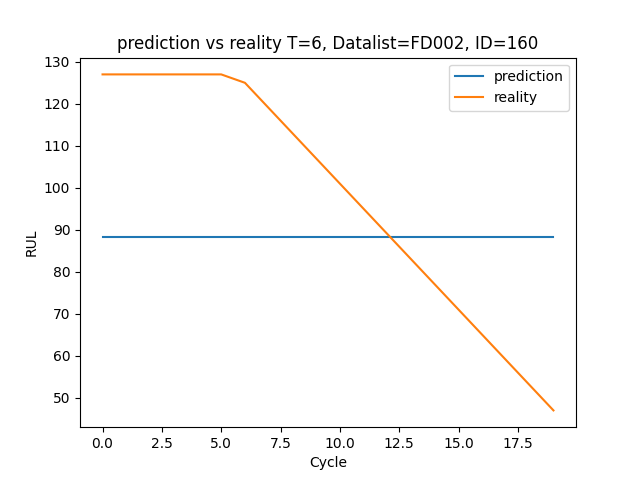 prediction vs reality T=6, Datalist=FD002, ID=160
130
120
110
100
90
80
70
60
50
RUL
prediction
reality
0.0 2.5 5.0 7.5 10.0 12.5 15.0 17.5
Cycle